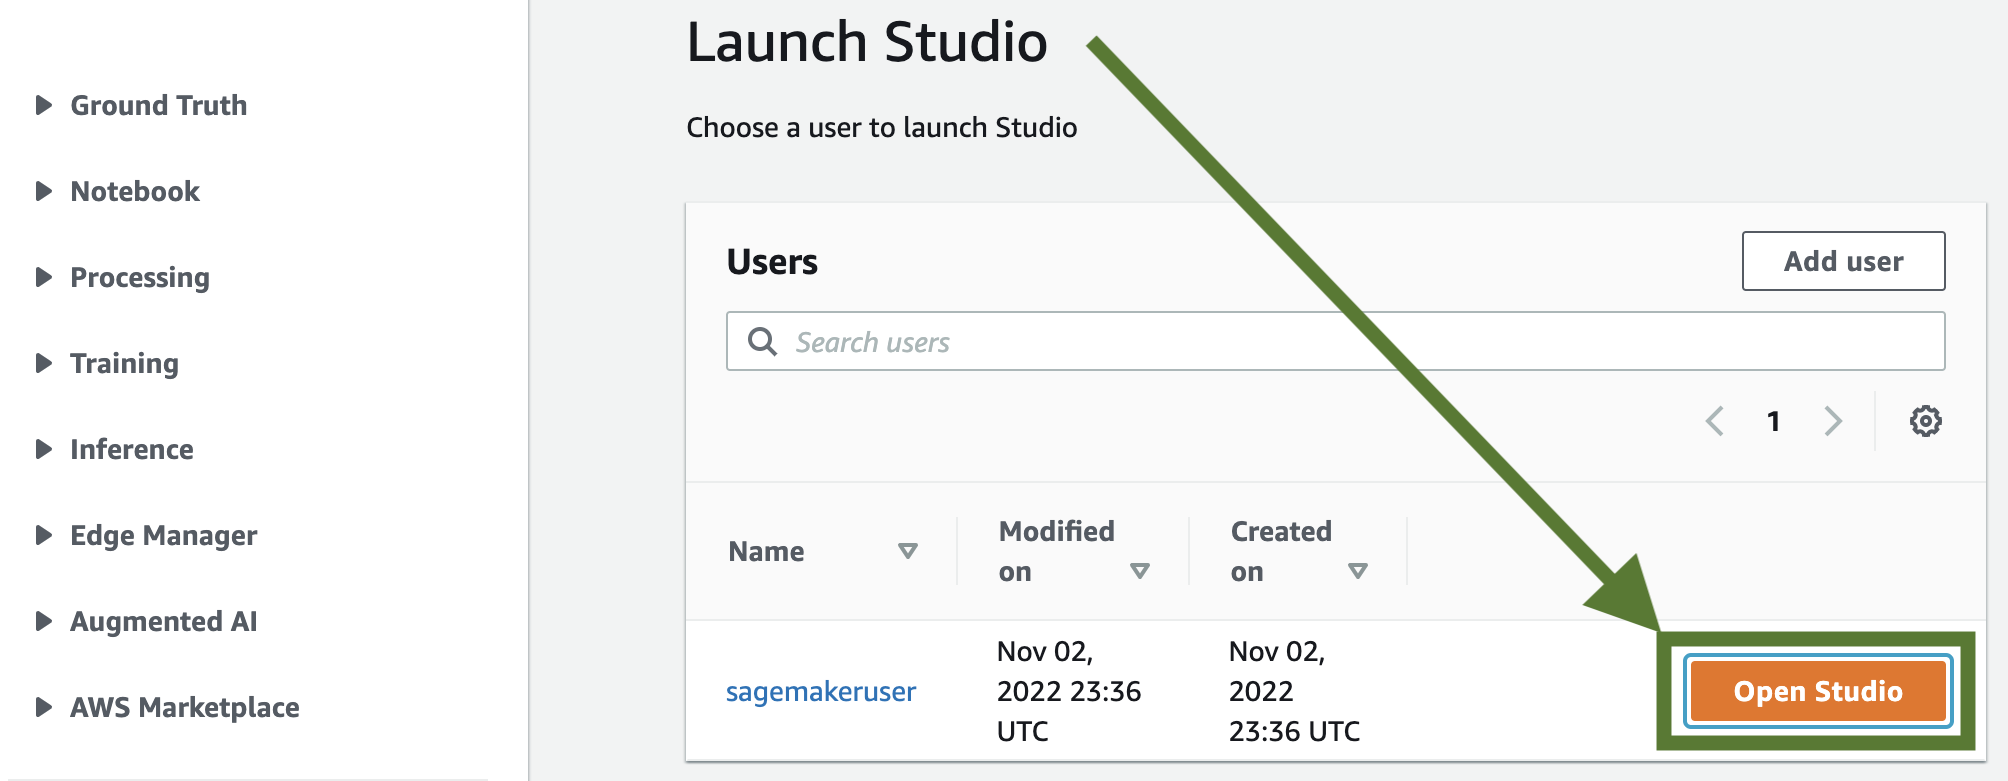 Ground Truth
Notebook
Processing
Training
Inference
Edge Manager
Augmented AI
AWS Marketplace
Launch Studio
Choose a user to launch Studio
Users
Add user
Search users
1
Name
Modified
on
Created
on
sagemakeruser
Nov 02,
2022 23:36
UTC
Nov 02,
2022
23:36 UTC
Open Studio